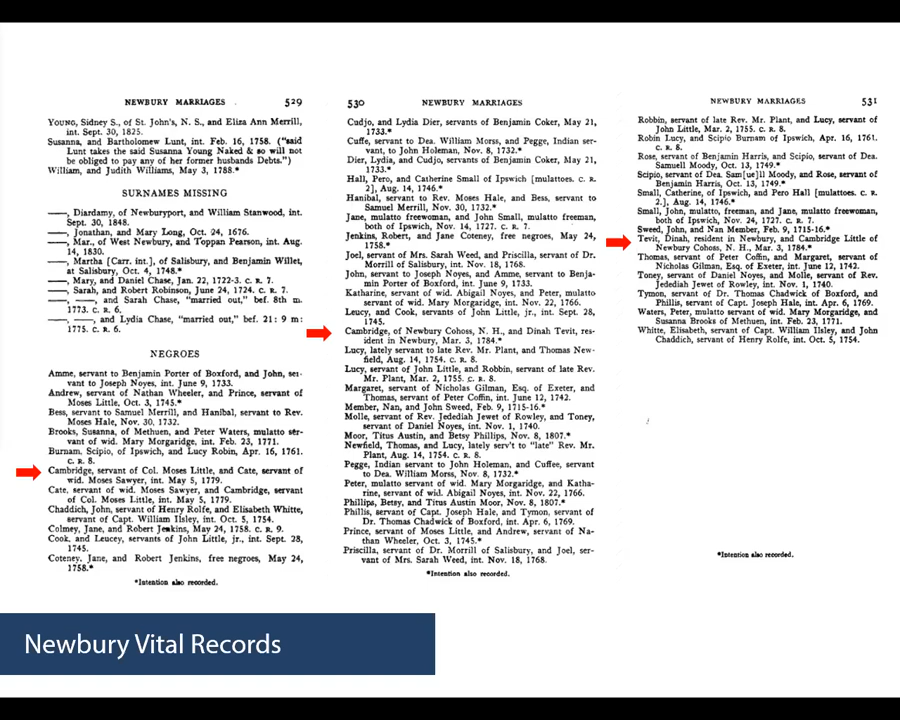 NEWBURY MARRIAGES 529
YOUNG, Sidney S., of St. John's, N. S., and Eliza Ann Merrill,
int. Sept. 30, 1825.
Susanna, and Bartholomew Lunt, int. Feb. 16, 1758. ("said
Lunt takes the said Susanna Young Naked & so will not
be obliged to pay any of her former husbands Debts.")
William, and Judith Williams, May 3, 1788.*
SURNAMES MISSING
——, Diardamy, of Newburyport, and William Stanwood, int.
Sept. 30, 1848.
——, Jonathan, and Mary Long, Oct. 24, 1676.
——, Mar., of West Newbury, and Toppan Pearson, int. Aug.
14, 1830.
——, Martha [Carr. int.], of Salisbury, and Benjamin Willet,
at Salisbury, Oct. 4, 1748.*
——, Mary, and Daniel Chase, Jan. 22, 1722-3. C. R. 7.
——, Sarah, and Robert Robinson, June 24, 1724. C. R. 7.
——, ——, and Sarah Chase, "married out," bef. 8th m.
1773. C. R. 6.
——, ——, and Lydia Chase, "married out," bef. 21 : 9 m :
1775. C. R. 6.
NEGROES
Amme, servant to Benjamin Porter of Boxford, and John, ser-
vant to Joseph Noyes, int. June 9, 1733.
Andrew, servant of Nathan Wheeler, and Prince, servant of
Moses Little, Oct. 3, 1745.*
Bess, servant to Samuel Merrill, and Hanibal, servant to Rev.
Moses Hale, Nov. 30, 1732.
Brooks, Susanna, of Methuen, and Peter Waters, mulatto ser-
vant of wid. Mary Morgaridge, int. Feb. 23, 1771.
Burnam, Scipio, of Ipswich, and Lucy Robin, Apr. 16, 1761.
C. R. 8.
Cambridge, servant of Col. Moses Little, and Cate, servant of
wid. Moses Sawyer, int. May 5, 1779.
Cate, servant of wid. Moses Sawyer, and Cambridge, servant
of Col. Moses Little, int. May 5, 1779.
Chaddich, John, servant of Henry Rolfe, and Elisabeth Whitte,
servant of Capt. William Ilsley, int. Oct. 5, 1754.
Colmey, Jane, and Robert Jenkins, May 24, 1758. C. R. 9.
Cook, and Leucey, servants of John Little, jr., int. Sept. 28,
1745.
Coteney, Jane, and Robert Jenkins, free negroes, May 24,
1758.*
*Intention also recorded.
530 NEWBURY MARRIAGES
Cudjo, and Lydia Dier, servants of Benjamin Coker, May 21,
1733.*
Cuffe, servant to Dea. William Morss, and Pegge, Indian ser-
vant, to John Holeman, Nov. 8, 1732.*
Dier, Lydia, and Cudjo, servants of Benjamin Coker, May 21,
1733.*
Hall, Pero, and Catherine Small of Ipswich [mulattoes. C. R.
2], Aug. 14, 1746.*
Hanibal, servant to Rev. Moses Hale, and Bess, servant to
Samuel Merrill, Nov. 30, 1732.*
Jane, mulatto freewoman, and John Small, mulatto freeman,
both of Ipswich, Nov. 14, 1727. C. R. 7.
Jenkins, Robert, and Jane Coteney, free negroes, May 24,
1758.*
Joel, servant of Mrs. Sarah Weed, and Priscilla, servant of Dr.
Morrill of Salisbury, int. Nov. 18, 1768.
John, servant to Joseph Noyes, and Amme, servant to Benja-
min Porter of Boxford, int. June 9, 1733.
Katharine, servant of wid. Abigail Noyes, and Peter, mulatto
servant of wid. Mary Morgaridge, int. Nov. 22, 1766.
Leucy, and Cook, servants of John Little, jr., int. Sept. 28,
1745.
Cambridge, of Newbury Cohoss, N. H., and Dinah Tevit, res-
ident in Newbury, Mar. 3, 1784.*
Lucy, lately servant to late Rev. Mr. Plant, and Thomas New-
field, Aug. 14, 1754. C. R. 8.
Lucy, servant of John Little, and Robbin, servant of late Rev.
Mr. Plant, Mar. 2, 1755. C. R. 8.
Margaret, servant of Nicholas Gilman, Esq. of Exeter, and
Thomas, servant of Peter Coffin, int. June 12, 1742.
Member, Nan, and John Sweed, Feb. 9, 1715-16.*
Molle, servant of Rev. Jedediah Jewet of Rowley, and Toney,
servant of Daniel Noyes, int. Nov. 1, 1740.
Moor, Titus Austin, and Betsy Phillips, Nov. 8, 1807.*
Newfield, Thomas, and Lucy, lately serv't to "late" Rev. Mr.
Plant, Aug. 14, 1754. C. R. 8.
Pegge, Indian servant to John Holeman, and Cuffee, servant
to Dea. William Morss, Nov. 8, 1732.*
Peter, mulatto servant of wid. Mary Morgaridge, and Katha-
rine, servant of wid. Abigail Noyes, int. Nov. 22, 1766.
Phillips, Betsy, and Titus Austin Moor, Nov. 8, 1807.*
Phillis, servant of Capt. Joseph Hale, and Tymon, servant of
Dr. Thomas Chadwick of Boxford, int. Apr. 6, 1769.
Prince, servant of Moses Little, and Andrew, servant of Na-
than Wheeler, Oct. 3, 1745.*
Priscilla, servant of Dr. Morrill of Salisbury, and Joel, ser-
vant of Mrs. Sarah Weed, int. Nov. 18, 1768.
*Intention also recorded.
NEWBURY MARRIAGES 531
Robbin, servant of late Rev. Mr. Plant, and Lucy, servant of
John Little, Mar. 2, 1755. C. R. 8.
Robin Lucy, and Scipio Burnam of Ipswich, Apr. 16, 1761.
C. R. 8.
Rose, servant of Benjamin Harris, and Scipio, servant of Dea.
Samuell Moody, Oct. 13, 1749.*
Scipio, servant of Dea. Sam[ue]ll Moody, and Rose, servant of
Benjamin Harris, Oct. 13, 1749.*
Small, Catherine, of Ipswich, and Pero Hall [mulattoes. C. R.
2.], Aug. 14, 1746.*
Small, John, mulatto, freeman, and Jane, mulatto, freewoman,
both of Ipswich, Nov. 24, 1727. C. R. 7.
Sweed, John, and Nan Member, Feb. 9, 1715-16.*
Tevit, Dinah, resident in Newbury, and Cambridge Little of
Newbury Cohoss, N. H., Mar. 3, 1784.*
Thomas, servant of Peter Coffin, and Margaret, servant of
Nicholas Gilman, Esq. of Exeter, int. June 12, 1742.
Toney, servant of Daniel Noyes, and Molle, servant of Rev.
Jedediah Jewet of Rowley, int. Nov. 1, 1740.
Tymon, servant of Dr. Thomas Chadwick of Boxford, and
Phillis, servant of Capt. Joseph Hale, int. Apr. 6, 1769.
Waters, Peter, mulatto servant of wid. Mary Morgaridge, and
Susanna Brooks of Methuen, int. Feb. 23, 1771.
Whitte, Elisabeth, servant of Capt. William Ilsley, and John
Chaddich, servant of Henry Rolfe, int. Oct. 5, 1754.
*Intention also recorded.
Newbury Vital Records